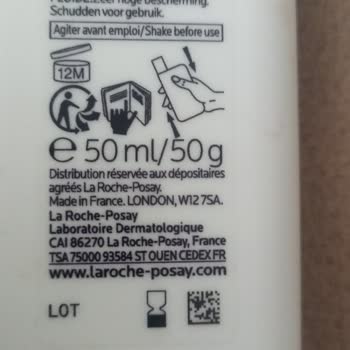 hoge bescherming.
Schudden voor gebruik.
Agiter avant emploi/Shake before use
12M
e 50 ml/50 g
Distribution réservée aux dépositaires
agréés La Roche-Posay.
Made in France. LONDON, W12 7SA.
La Roche-Posay
Laboratoire Dermatologique
CAI 86270 La Roche-Posay, France
TSA 75000 93584 ST OUEN CEDEX FR
www.laroche-posay.com
LOT